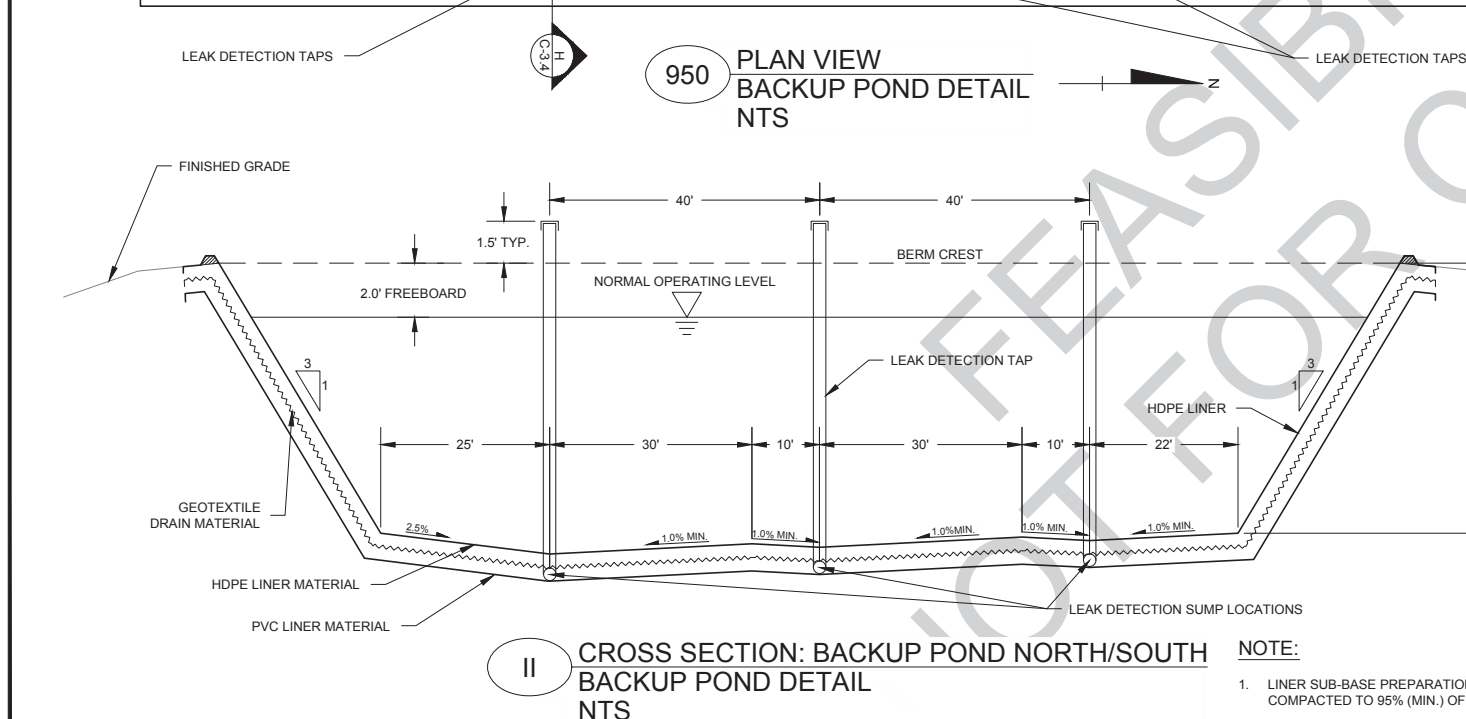 LEAK DETECTION TAPS
H
C-3.4
950
PLAN VIEW
BACKUP POND DETAIL
NTS
N
LEAK DETECTION TAPS
FINISHED GRADE
40'
40'
1.5' TYP.
BERM CREST
2.0' FREEBOARD
NORMAL OPERATING LEVEL
LEAK DETECTION TAP
3
1
3
1
HDPE LINER
25'
30'
10'
30'
10'
22'
GEOTEXTILE
DRAIN MATERIAL
2.5%
1.0% MIN.
1.0% MIN.
1.0%MIN.
1.0% MIN.
1.0% MIN.
HDPE LINER MATERIAL
PVC LINER MATERIAL
LEAK DETECTION SUMP LOCATIONS
II
CROSS SECTION: BACKUP POND NORTH/SOUTH
BACKUP POND DETAIL
NTS
NOTE:
1. LINER SUB-BASE PREPARATION
COMPACTED TO 95% (MIN.) OF
NOT FOR